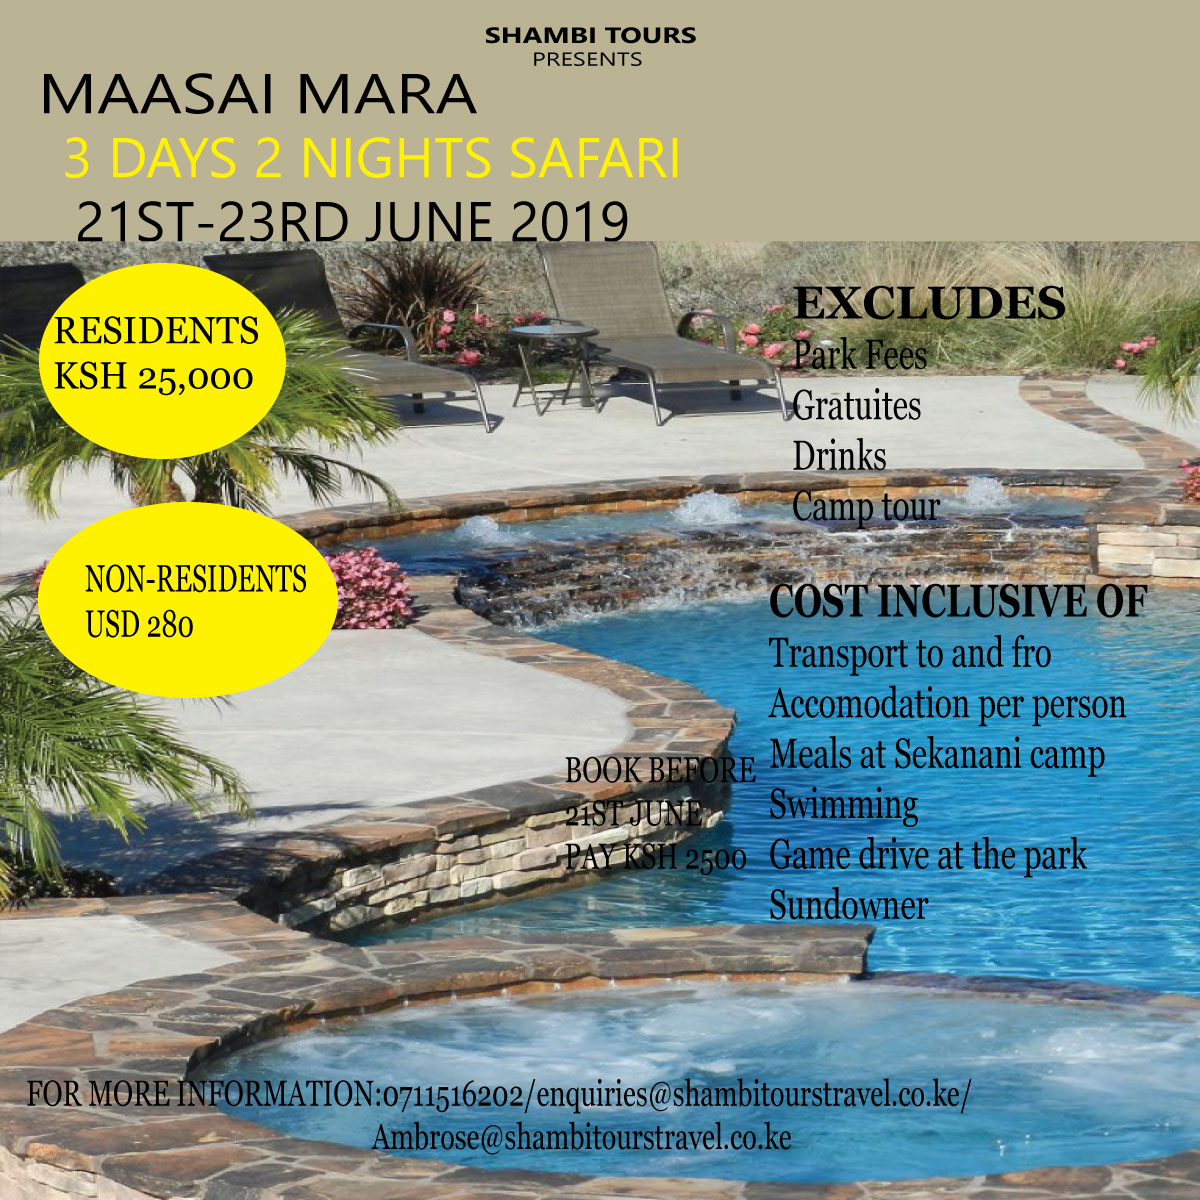 SHAMBI TOURS
PRESENTS
MAASAI MARA
3 DAYS 2 NIGHTS SAFARI
21ST-23RD JUNE 2019
RESIDENTS
KSH 25,000
NON-RESIDENTS
USD 280
EXCLUDES
Park Fees
Gratuites
Drinks
Camp tour
COST INCLUSIVE OF
Transport to and fro
Accomodation per person
Meals at Sekanani camp
Swimming
Game drive at the park
Sundowner
BOOK BEFORE
21ST JUNE
PAY KSH 2500
FOR MORE INFORMATION:0711516202/enquiries@shambitourstravel.co.ke/
Ambrose@shambitourstravel.co.ke